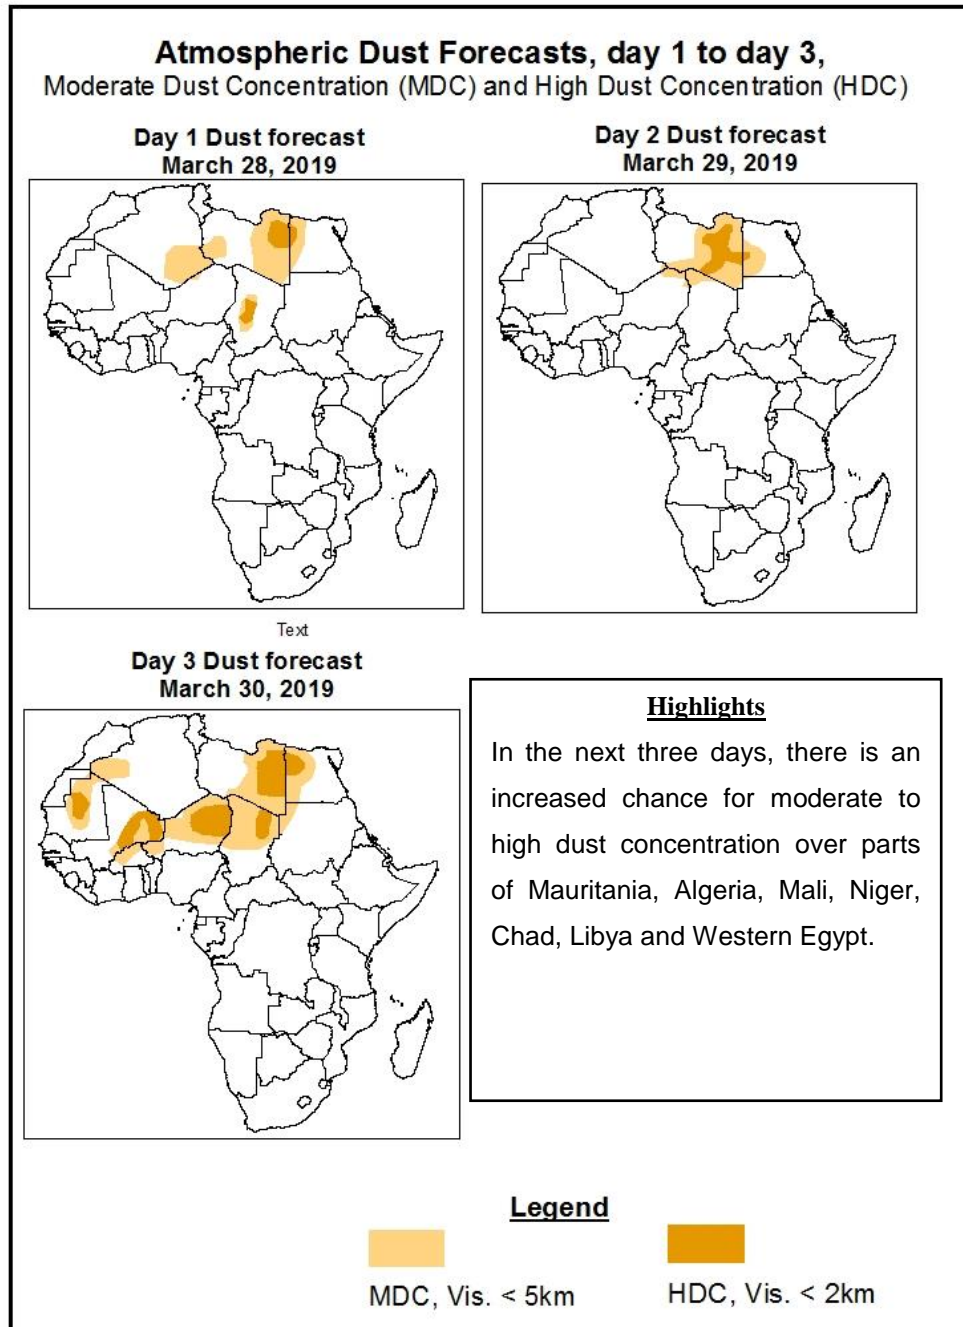 Atmospheric Dust Forecasts, day 1 to day 3,
Moderate Dust Concentration (MDC) and High Dust Concentration (HDC)
Day 1 Dust forecast
March 28, 2019
Day 2 Dust forecast
March 29, 2019
Text
Day 3 Dust forecast
March 30, 2019
Highlights
In the next three days, there is an
increased chance for moderate to
high dust concentration over parts
of Mauritania, Algeria, Mali, Niger,
Chad, Libya and Western Egypt.
Legend
MDC, Vis. < 5km
HDC, Vis. < 2km